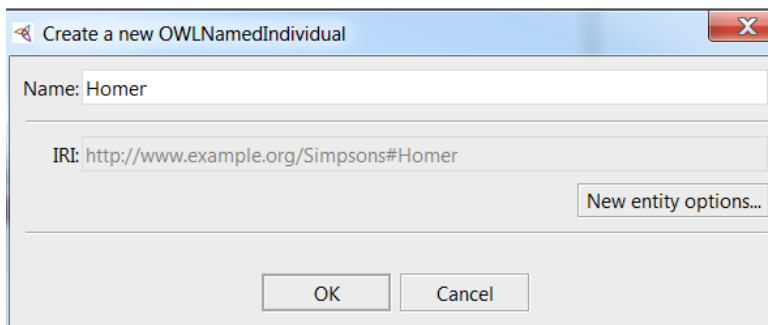 Create a new OWLNamedIndividual
Name: Homer
IRI: http://www.example.org/Simpsons#Homer
New entity options...
OK Cancel